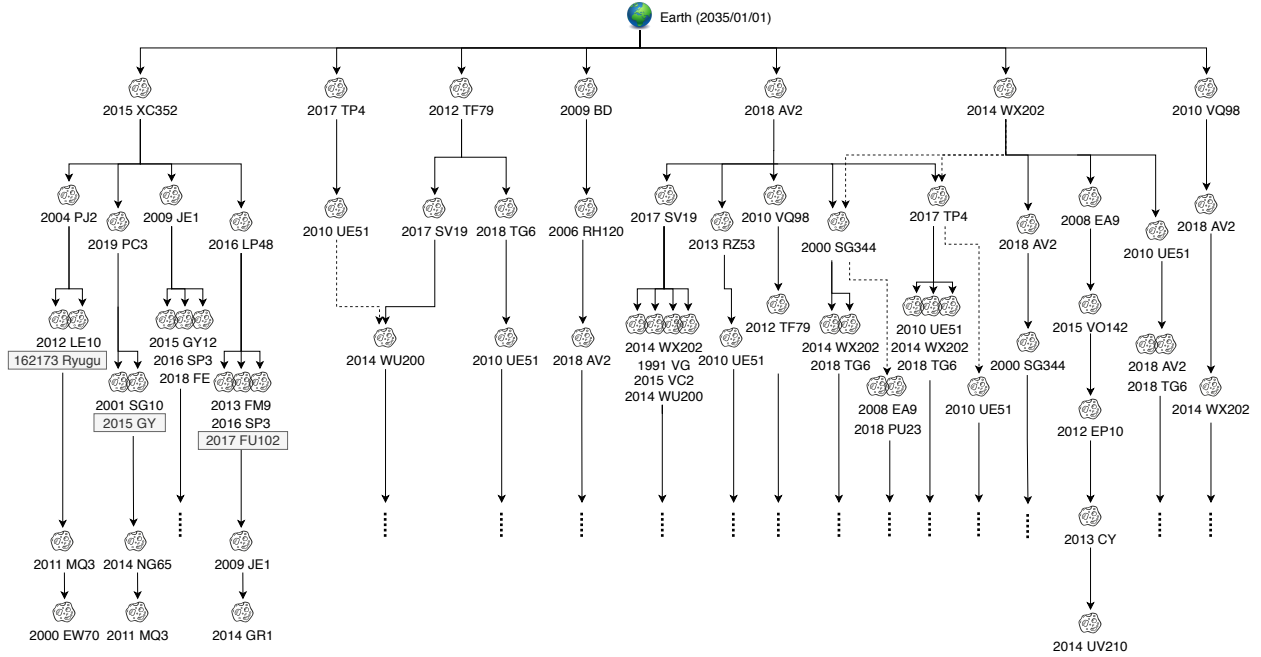 Earth (2035/01/01)
2015 XC352
2017 TP4
2012 TF79
2009 BD
2018 AV2
2014 WX202
2010 VQ98
2004 PJ2
2019 PC3
2009 JE1
2016 LP48
2010 UE51
2017 SV19
2018 TG6
2006 RH120
2017 SV19
2013 RZ53
2010 VQ98
2000 SG344
2017 TP4
2018 AV2
2008 EA9
2010 UE51
2018 AV2
2012 LE10
162173 Ryugu
2001 SG10
2015 GY
2015 GY12
2016 SP3
2018 FE
2013 FM9
2016 SP3
2017 FU102
2014 WU200
2010 UE51
2018 AV2
2014 WX202
1991 VG
2015 VC2
2014 WU200
2010 UE51
2012 TF79
2014 WX202
2018 TG6
2008 EA9
2018 PU23
2010 UE51
2014 WX202
2018 TG6
2010 UE51
2000 SG344
2015 VO142
2012 EP10
2018 AV2
2018 TG6
2014 WX202
2011 MQ3
2014 NG65
2009 JE1
2013 CY
2000 EW70
2011 MQ3
2014 GR1
2014 UV210